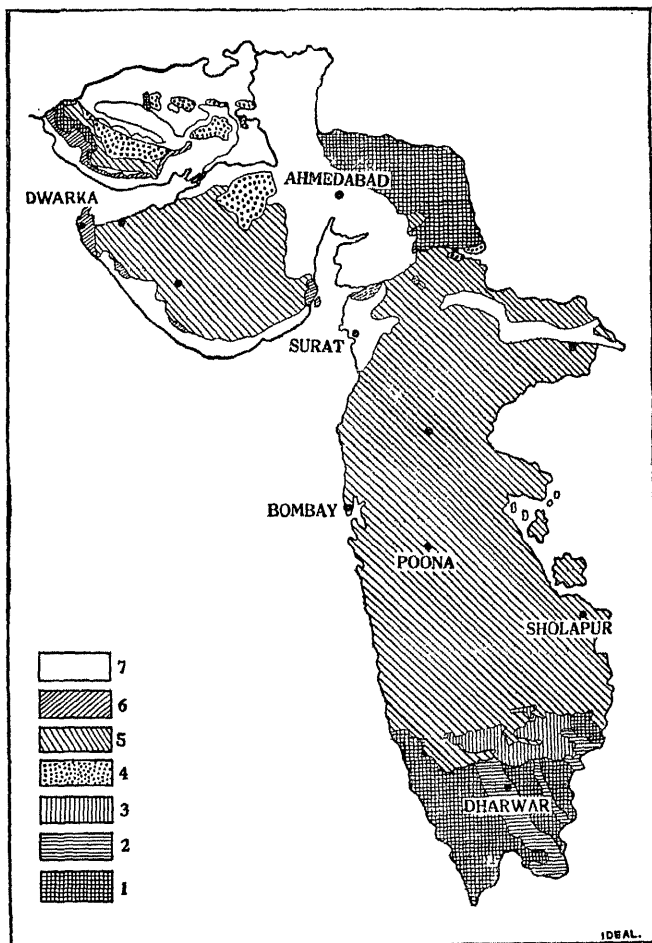 AHMEDABAD
DWARKA
SURAT
BOMBAY
POONA
SHOLAPUR
DHARWAR
7
6
5
4
3
2
1
IDEAL.